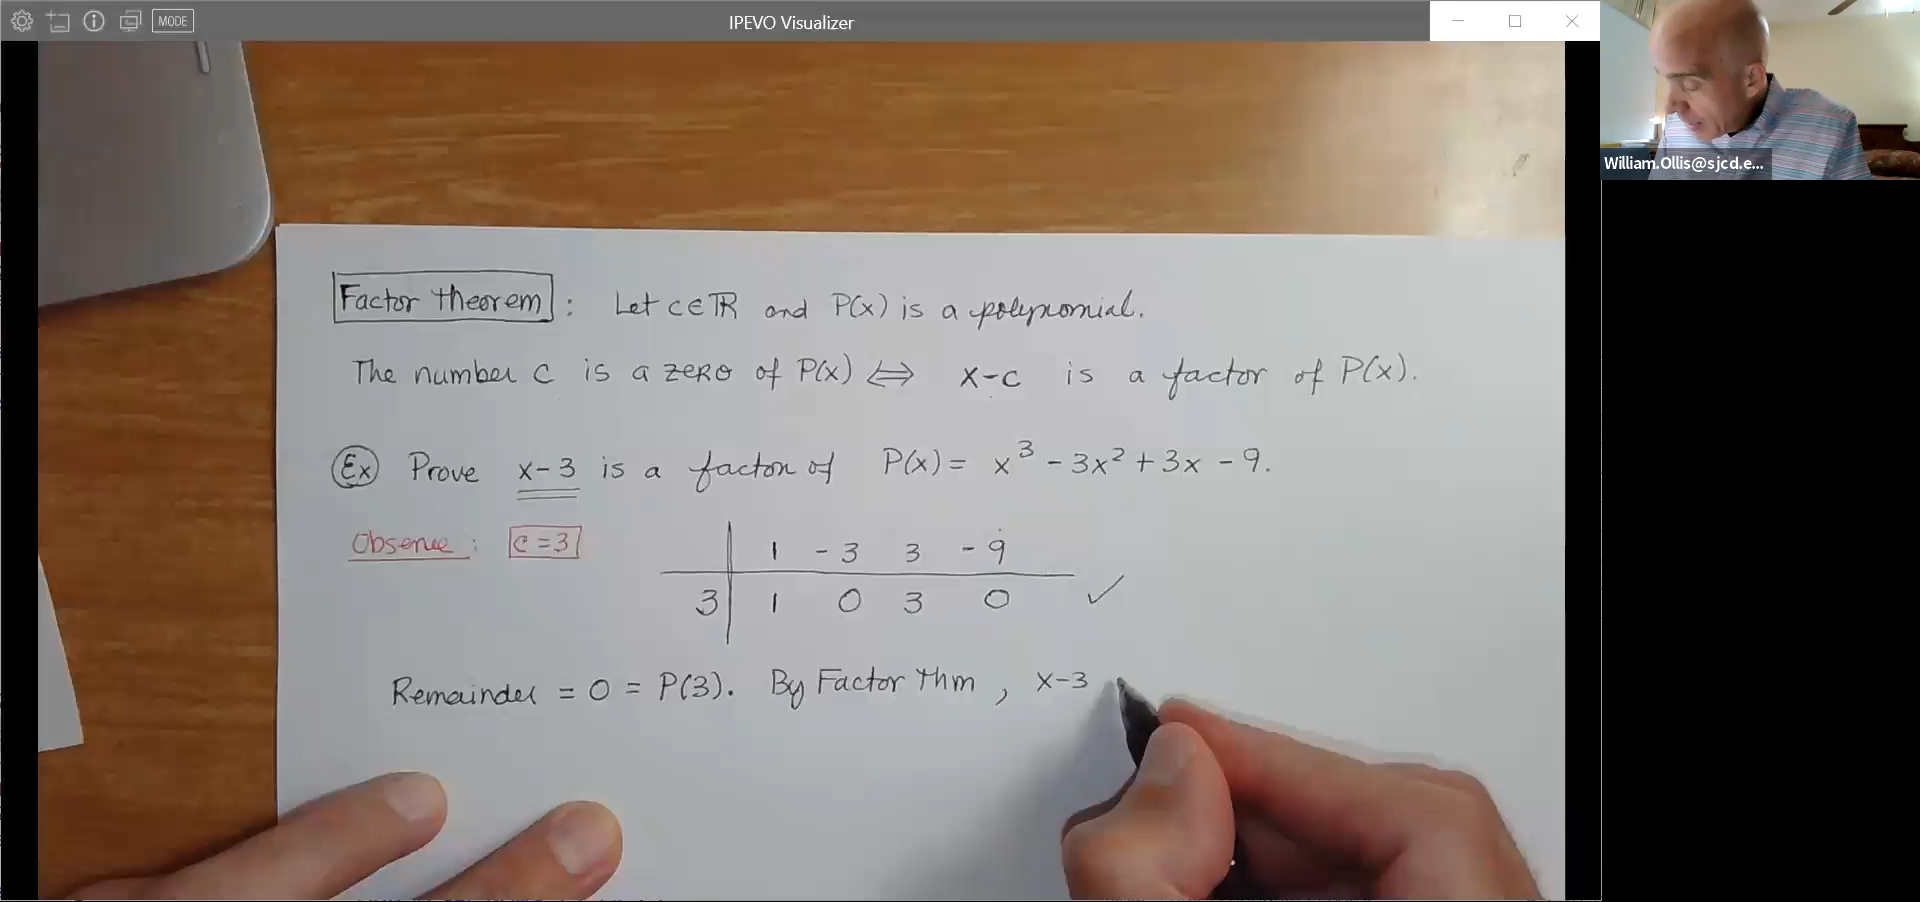 MODE
IPEVO Visualizer
William.Ollis@sjcd.e...
Factor Theorem : Let c∈ℝ and P(x) is a polynomial.
The number c is a zero of P(x) ⟺ x-c is a factor of P(x).
Ex Prove x-3 is a factor of P(x) = x³ - 3x² + 3x - 9.
Observe : c=3
1 -3 3 -9
3 1 0 3 0 ✓
Remainder = 0 = P(3). By Factor Thm, x-3